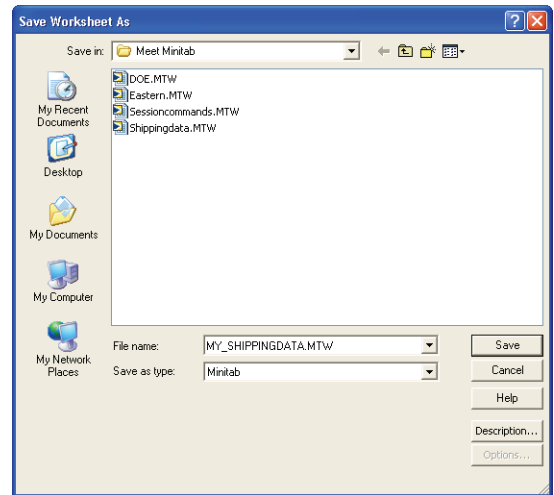 Save Worksheet As
Save in:
Meet Minitab
My Recent
Documents
Desktop
My Documents
My Computer
My Network
Places
DOE.MTW
Eastern.MTW
Sessioncommands.MTW
Shippingdata.MTW
File name:
MY_SHIPPINGDATA.MTW
Save
Save as type:
Minitab
Cancel
Help
Description...
Options...